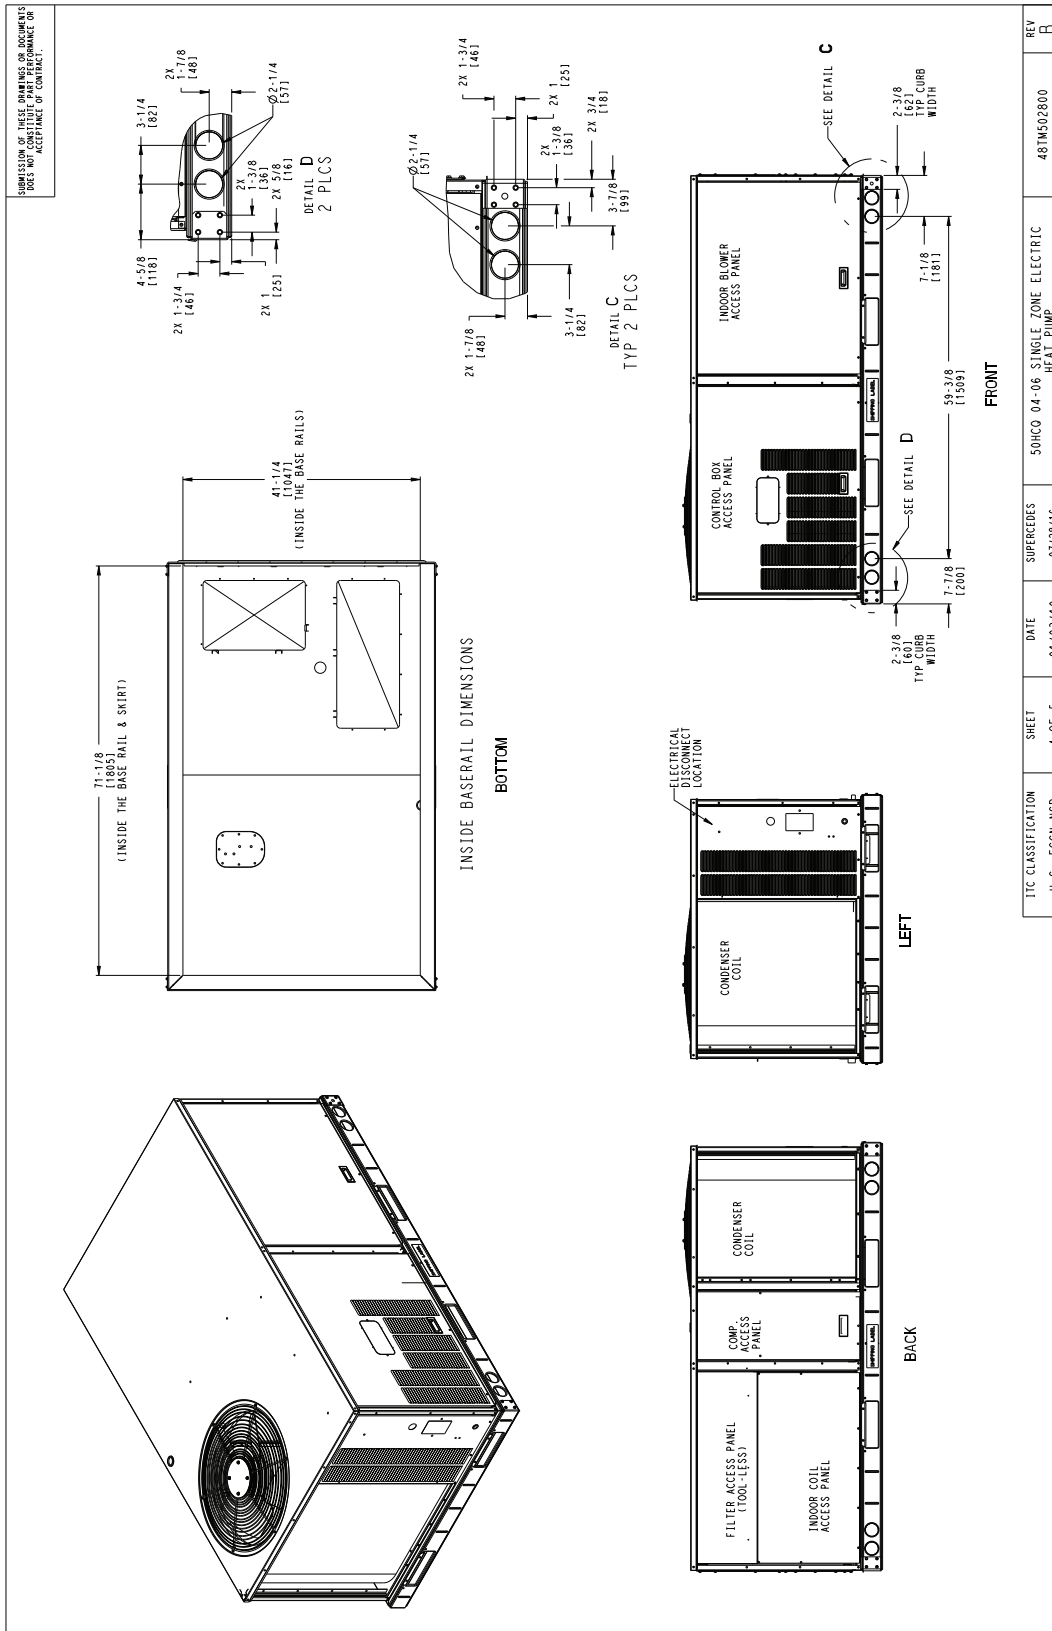 SUBMISSION OF THESE DRAWINGS OR DOCUMENTS
DOES NOT CONSTITUTE PART PERFORMANCE OR
ACCEPTANCE OF CONTRACT.
71-1/8
[1805]
(INSIDE THE BASE RAIL & SKIRT)
41-1/4
[1047]
(INSIDE THE BASE RAILS)
INSIDE BASERAIL DIMENSIONS
BOTTOM
4-5/8
[118]
3-1/4
[82]
2X
1-7/8
[48]
Ø2-1/4
[57]
2X 1-3/4
[46]
2X 1
[25]
2X
1-3/8
[36]
2X 5/8
[16]
DETAIL D
2 PLCS
2X 1-3/4
[46]
2X 1
[25]
2X 3/4
[18]
2X
1-3/8
[36]
Ø2-1/4
[57]
3-7/8
[99]
2X 1-7/8
[48]
3-1/4
[82]
DETAIL C
TYP 2 PLCS
FILTER ACCESS PANEL
(TOOL-LESS)
INDOOR COIL
ACCESS PANEL
COMP.
ACCESS
PANEL
CONDENSER
COIL
SHIPPING LABEL
BACK
CONDENSER
COIL
ELECTRICAL
DISCONNECT
LOCATION
LEFT
CONTROL BOX
ACCESS PANEL
INDOOR BLOWER
ACCESS PANEL
SHIPPING LABEL
SEE DETAIL C
SEE DETAIL D
2-3/8
[60]
TYP CURB
WIDTH
7-7/8
[200]
59-3/8
[1509]
7-1/8
[181]
2-3/8
[62]
TYP CURB
WIDTH
FRONT
ITC CLASSIFICATION
SHEET
DATE
SUPERCEDES
50HCQ 04-06 SINGLE ZONE ELECTRIC
HEAT PUMP
48TM502800
REV
B